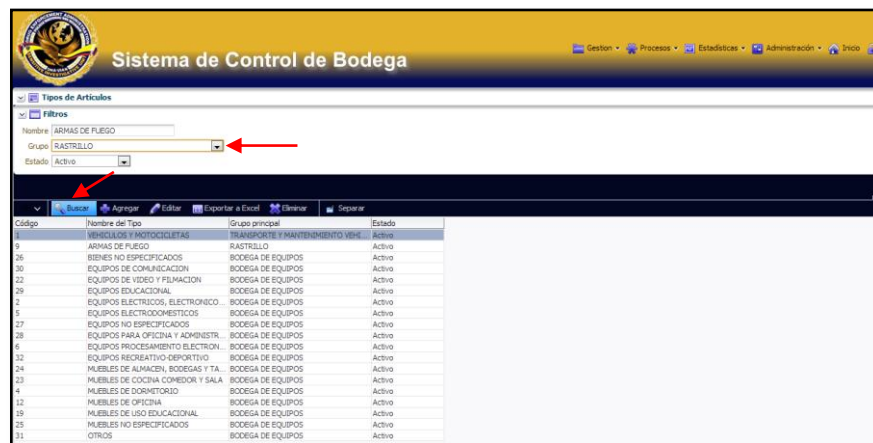 Sistema de Control de Bodega
Gestion Procesos Estadísticas Administración Inicio
Tipos de Artículos
Filtros
Nombre ARMAS DE FUEGO
Grupo RASTRILLO
Estado Activo
Buscar Agregar Editar Exportar a Excel Eliminar Separar
Código Nombre del Tipo Grupo principal Estado
1 VEHICULOS Y MOTOCICLETAS TRANSPORTE Y MANTENIMIENTO VEHI... Activo
9 ARMAS DE FUEGO RASTRILLO Activo
26 BIENES NO ESPECIFICADOS BODEGA DE EQUIPOS Activo
30 EQUIPOS DE COMUNICACION BODEGA DE EQUIPOS Activo
22 EQUIPOS DE VIDEO Y FILMACION BODEGA DE EQUIPOS Activo
29 EQUIPOS EDUCACIONAL BODEGA DE EQUIPOS Activo
2 EQUIPOS ELECTRICOS, ELECTRONICO... BODEGA DE EQUIPOS Activo
5 EQUIPOS ELECTRODOMESTICOS BODEGA DE EQUIPOS Activo
27 EQUIPOS NO ESPECIFICADOS BODEGA DE EQUIPOS Activo
28 EQUIPOS PARA OFICINA Y ADMINISTR... BODEGA DE EQUIPOS Activo
6 EQUIPOS PROCESAMIENTO ELECTRON... BODEGA DE EQUIPOS Activo
32 EQUIPOS RECREATIVO-DEPORTIVO BODEGA DE EQUIPOS Activo
24 MUEBLES DE ALMACEN, BODEGAS Y TA... BODEGA DE EQUIPOS Activo
23 MUEBLES DE COCINA COMEDOR Y SALA BODEGA DE EQUIPOS Activo
4 MUEBLES DE DORMITORIO BODEGA DE EQUIPOS Activo
12 MUEBLES DE OFICINA BODEGA DE EQUIPOS Activo
19 MUEBLES DE USO EDUCACIONAL BODEGA DE EQUIPOS Activo
25 MUEBLES NO ESPECIFICADOS BODEGA DE EQUIPOS Activo
31 OTROS BODEGA DE EQUIPOS Activo